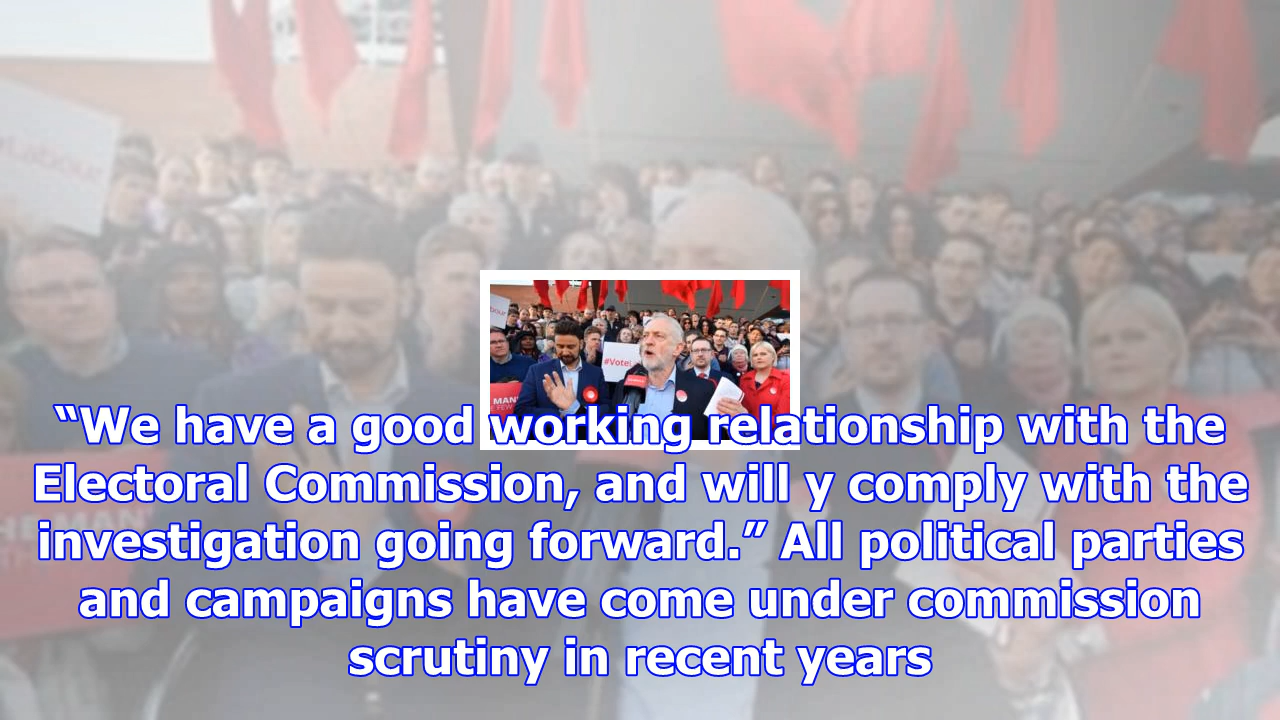 #Vote
“We have a good working relationship with the
Electoral Commission, and will y comply with the
investigation going forward.” All political parties
and campaigns have come under commission
scrutiny in recent years